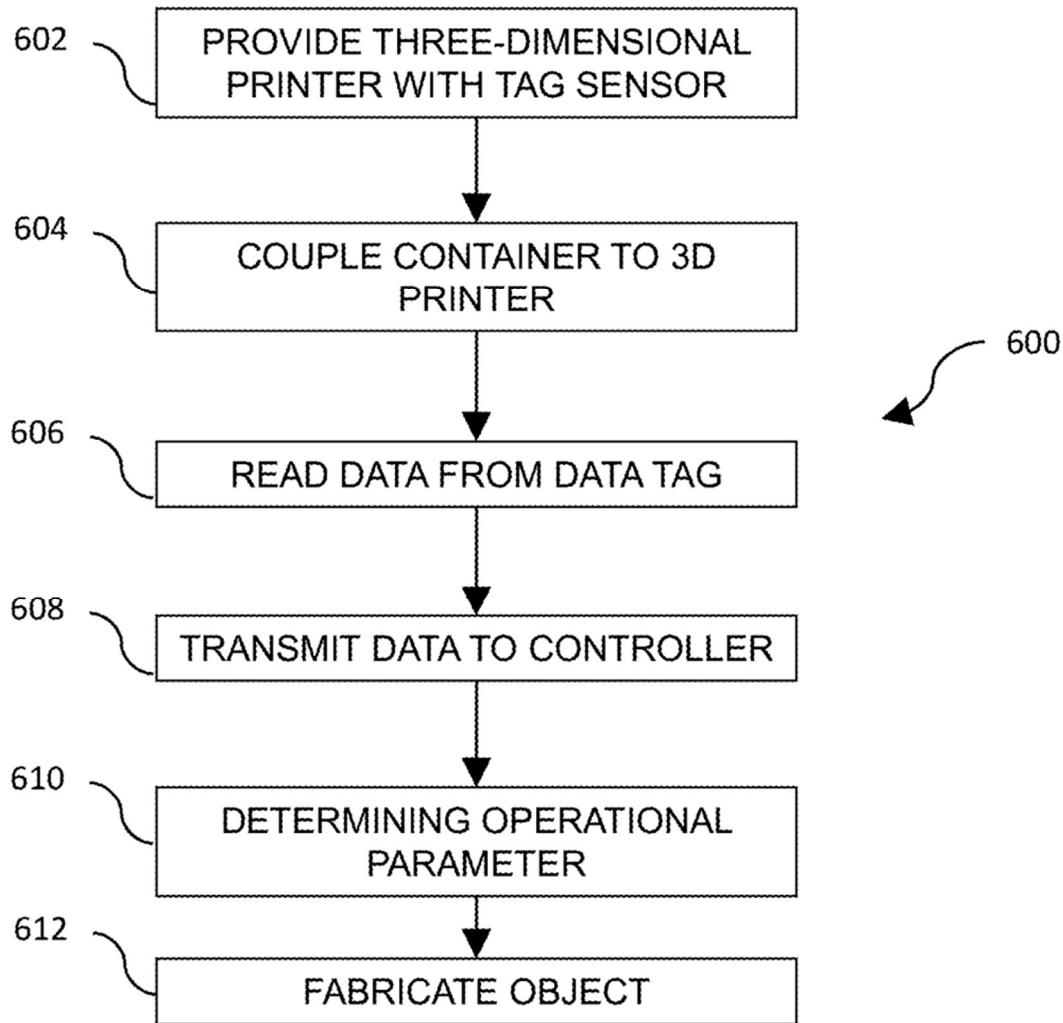 602
PROVIDE THREE-DIMENSIONAL
PRINTER WITH TAG SENSOR
604
COUPLE CONTAINER TO 3D
PRINTER
600
606
READ DATA FROM DATA TAG
608
TRANSMIT DATA TO CONTROLLER
610
DETERMINING OPERATIONAL
PARAMETER
612
FABRICATE OBJECT